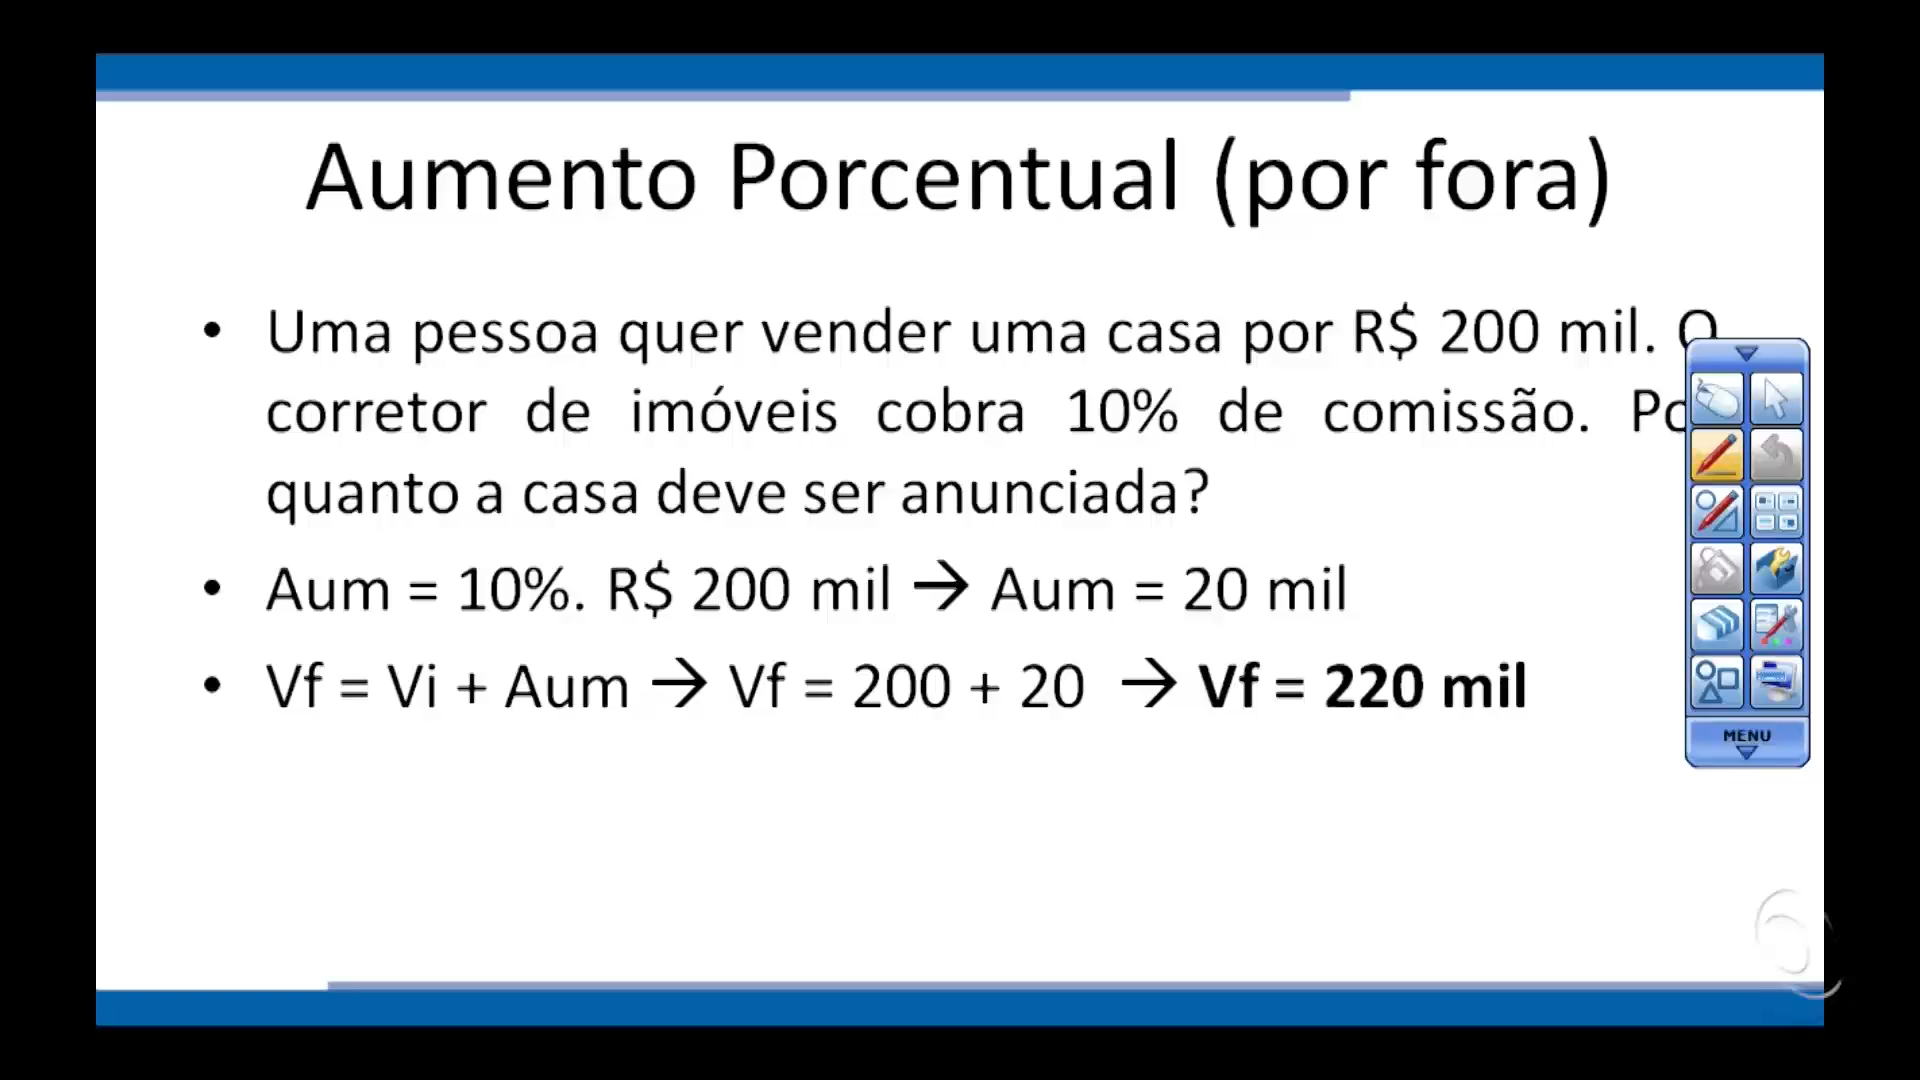 Aumento Porcentual (por fora)
• Uma pessoa quer vender uma casa por R$ 200 mil. O
corretor de imóveis cobra 10% de comissão.
quanto a casa deve ser anunciada?
• Aum = 10%. R$ 200 mil → Aum = 20 mil
• Vf = Vi + Aum → Vf = 200 + 20 → Vf = 220 mil
MENU